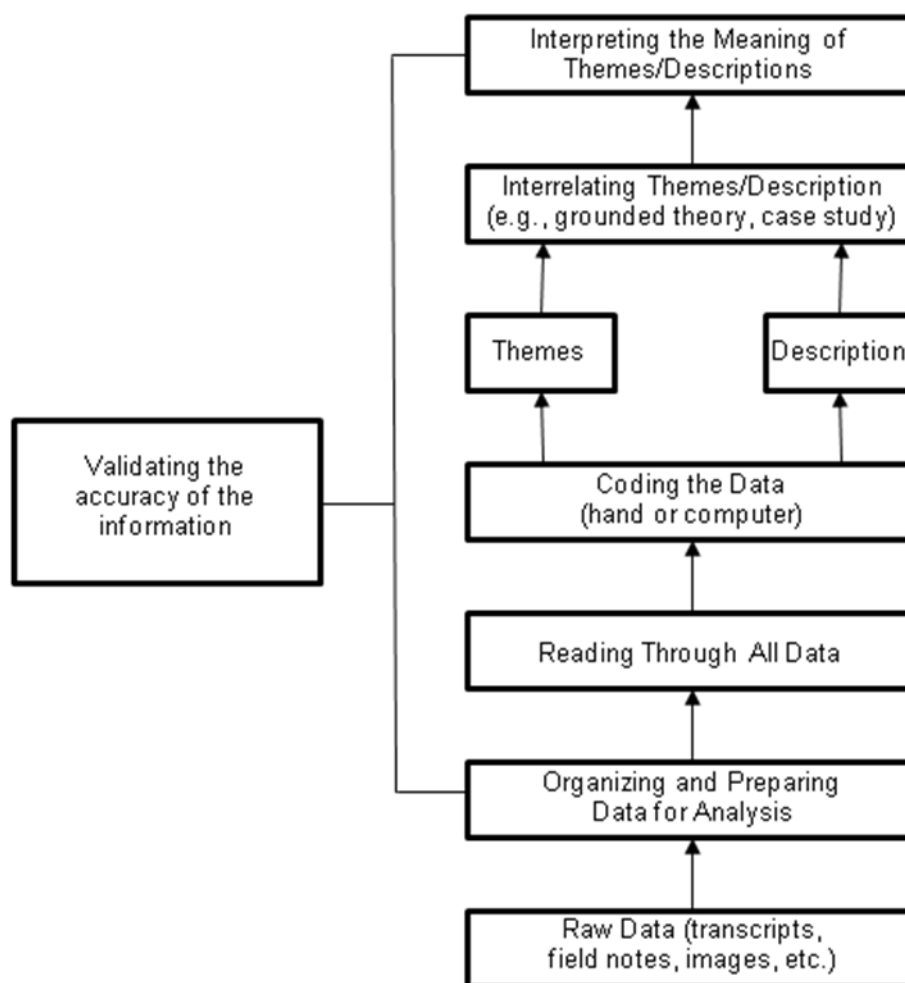 Interpreting the Meaning of
Themes/Descriptions
Interrelating Themes/Description
(e.g., grounded theory, case study)
Themes
Description
Validating the
accuracy of the
information
Coding the Data
(hand or computer)
Reading Through All Data
Organizing and Preparing
Data for Analysis
Raw Data (transcripts,
field notes, images, etc.)